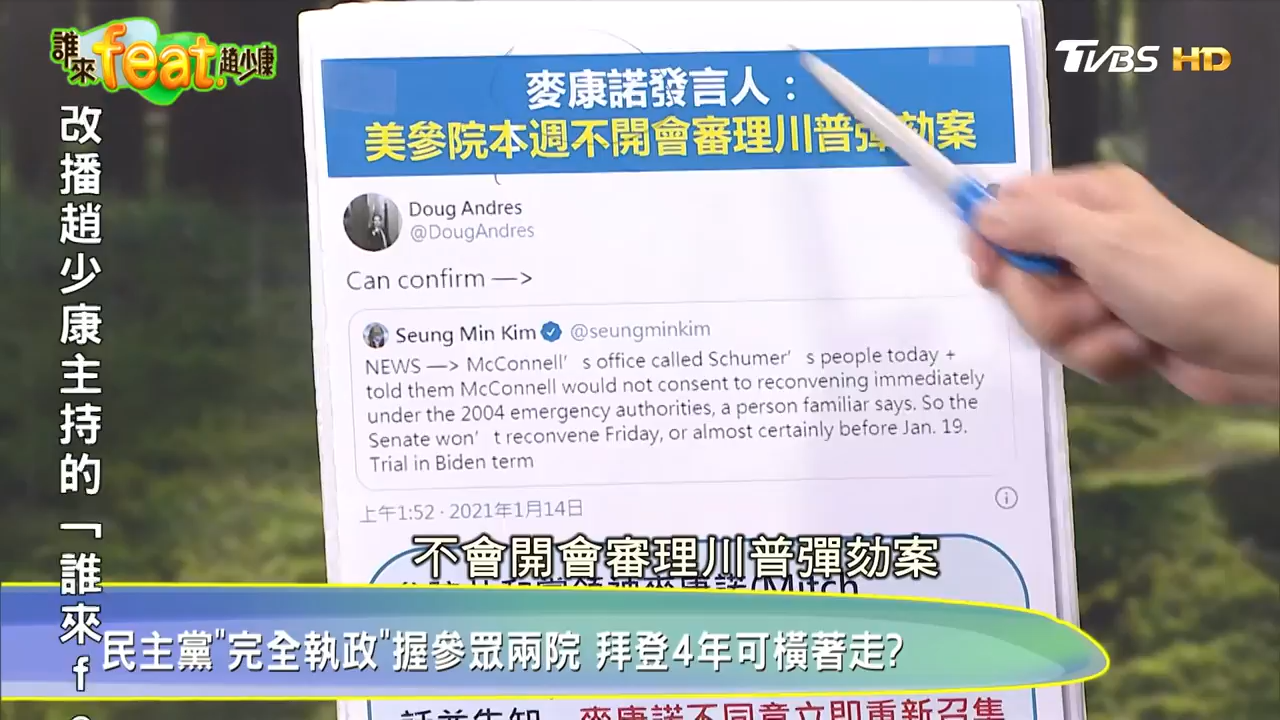 誰來feat.趙少康
TVBS HD
改播趙少康主持的「誰來f
麥康諾發言人：
美參院本週不開會審理川普彈劾案
Doug Andres
@DougAndres
Can confirm —>
Seung Min Kim @seungminkim
NEWS —> McConnell’s office called Schumer’s people today +
told them McConnell would not consent to reconvening immediately
under the 2004 emergency authorities, a person familiar says. So the
Senate won’t reconvene Friday, or almost certainly before Jan. 19.
Trial in Biden term
上午1:52 · 2021年1月14日
不會開會審理川普彈劾案
(Mitch
民主黨"完全執政"握參眾兩院 拜登4年可橫著走?
麥康諾不同意立即重新召集